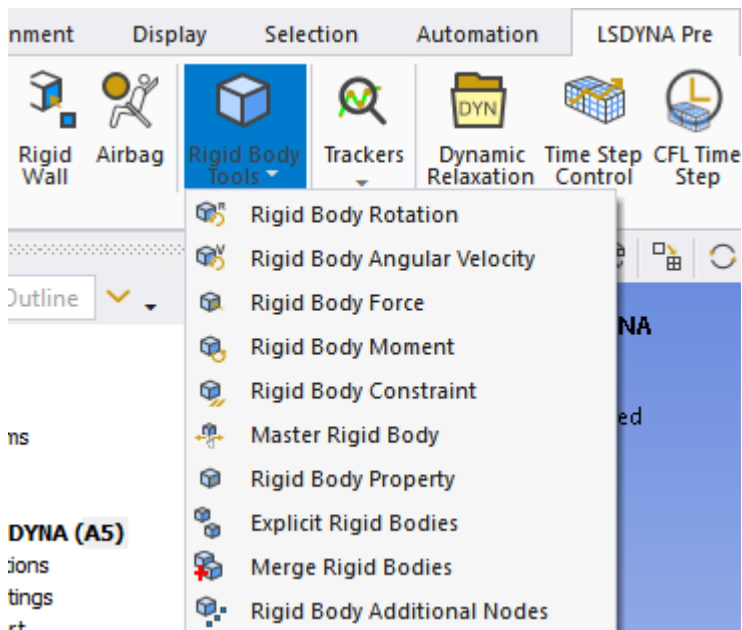 nment Display Selection Automation LSDYNA Pre
Rigid Wall Airbag Rigid Body Tools Trackers Dynamic Relaxation Time Step Control CFL Time Step
DYN
Rigid Body Rotation
Rigid Body Angular Velocity
Outline
Rigid Body Force
NA
Rigid Body Moment
Rigid Body Constraint
ed
ms
Master Rigid Body
Rigid Body Property
DYNA (A5)
Explicit Rigid Bodies
tions
Merge Rigid Bodies
tings
Rigid Body Additional Nodes
rt